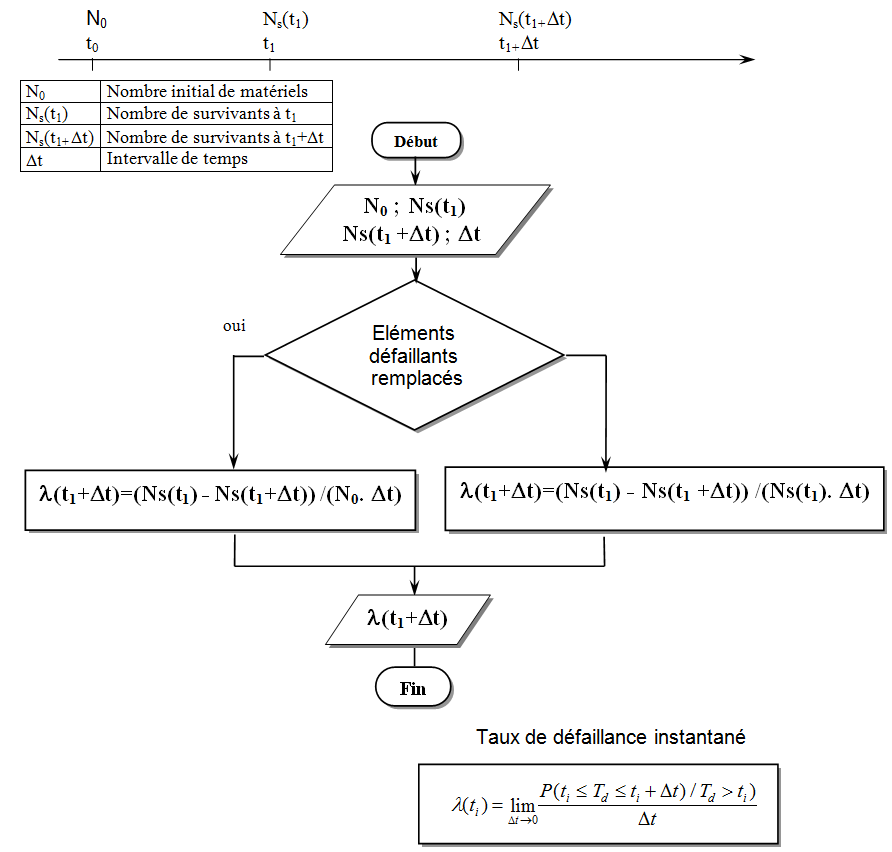 N₀ Nₛ(t₁) Nₛ(t₁₊Δt)
t₀ t₁ t₁₊Δt
N₀ Nombre initial de matériels
Nₛ(t₁) Nombre de survivants à t₁
Nₛ(t₁₊Δt) Nombre de survivants à t₁+Δt
Δt Intervalle de temps
Début
N₀ ; Ns(t₁)
Ns(t₁ +Δt) ; Δt
oui
Eléments
défaillants
remplacés
λ(t₁+Δt)=(Ns(t₁) - Ns(t₁+Δt)) /(N₀. Δt)
λ(t₁+Δt)=(Ns(t₁) - Ns(t₁ +Δt)) /(Ns(t₁). Δt)
λ(t₁+Δt)
Fin
Taux de défaillance instantané
λ(tᵢ) = lim Δt→0 P(tᵢ ≤ T_d ≤ tᵢ + Δt) / T_d > tᵢ) / Δt